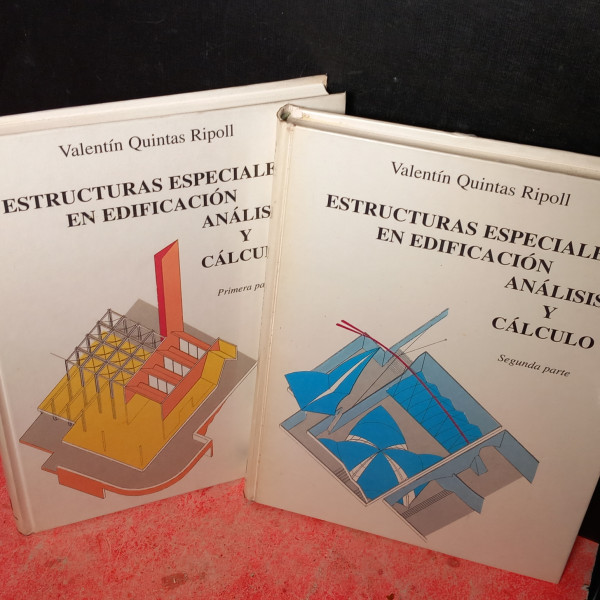 Valentín Quintas Ripoll
ESTRUCTURAS ESPECIALE
EN EDIFICACIÓN
ANÁLISIS
Y
CÁLCUL
Primera pa
Valentín Quintas Ripoll
ESTRUCTURAS ESPECIALE
EN EDIFICACIÓN
ANÁLISIS
Y
CÁLCULO
Segunda parte